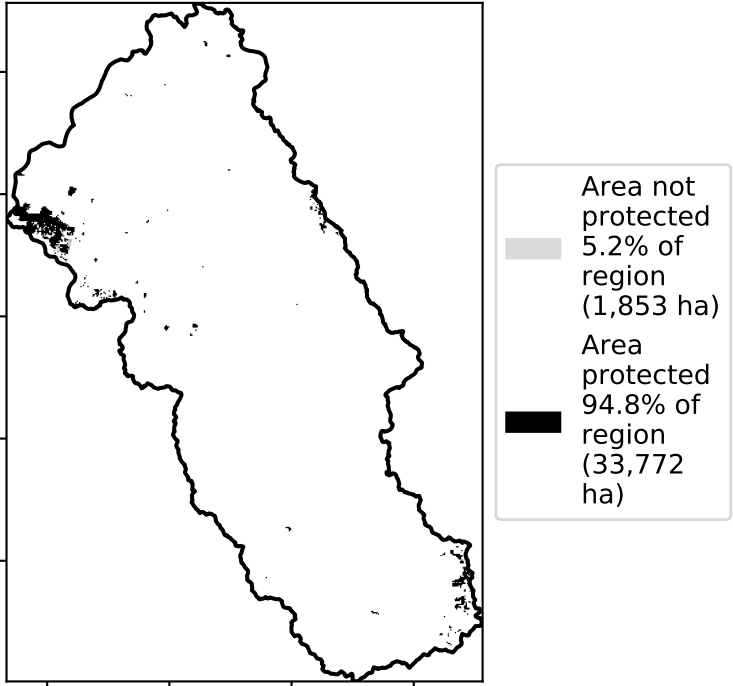 Area not
protected
5.2% of
region
(1,853 ha)
Area
protected
94.8% of
region
(33,772
ha)